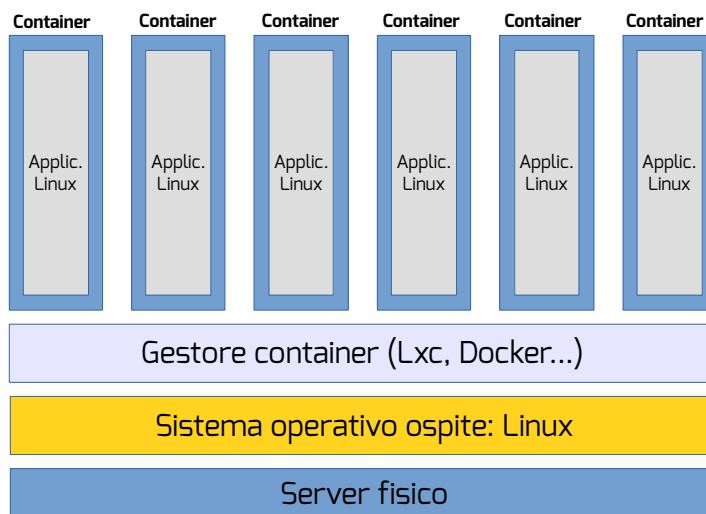 Container Container Container Container Container Container
Applic. Applic. Applic. Applic. Applic. Applic.
Linux Linux Linux Linux Linux Linux
Gestore container (Lxc, Docker...)
Sistema operativo ospite: Linux
Server fisico